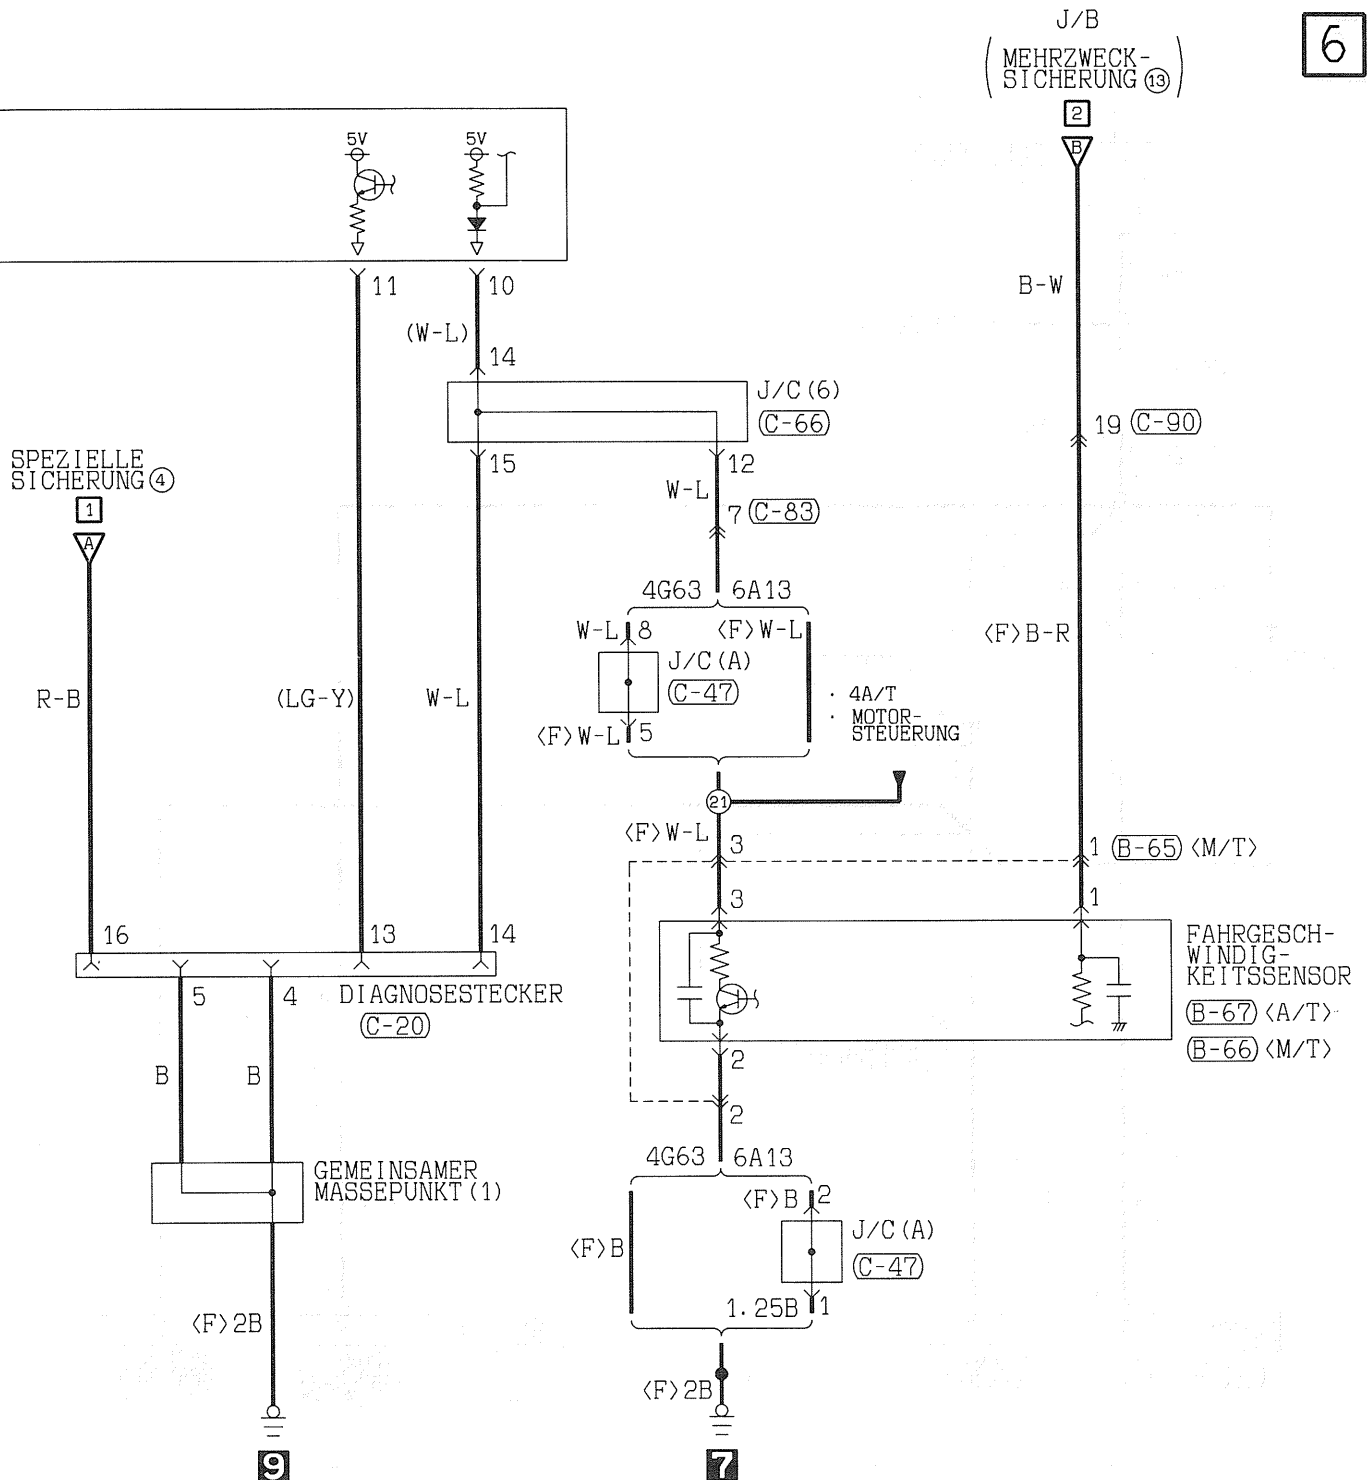 J/B
6
MEHRZWECK-
SICHERUNG 13
2
B
5V
5V
11
10
B-W
(W-L)
14
J/C(6)
C-66
19 C-90
SPEZIELLE
SICHERUNG 4
1
A
15
12
W-L
7 C-83
4G63
6A13
W-L
8
<F>W-L
<F>B-R
J/C(A)
C-47
R-B
(LG-Y)
W-L
· 4A/T
· MOTOR-
STEUERUNG
<F>W-L
5
21
<F>W-L
3
1 B-65 <M/T>
3
1
16
13
14
FAHRGESCH-
WINDIG-
KEITSSENSOR
B-67 <A/T>
B-66 <M/T>
5
4
DIAGNOSESTECKER
C-20
2
B
B
2
4G63
6A13
GEMEINSAMER
MASSEPUNKT(1)
<F>B
2
<F>B
J/C(A)
C-47
1.25B
1
<F>2B
<F>2B
9
7